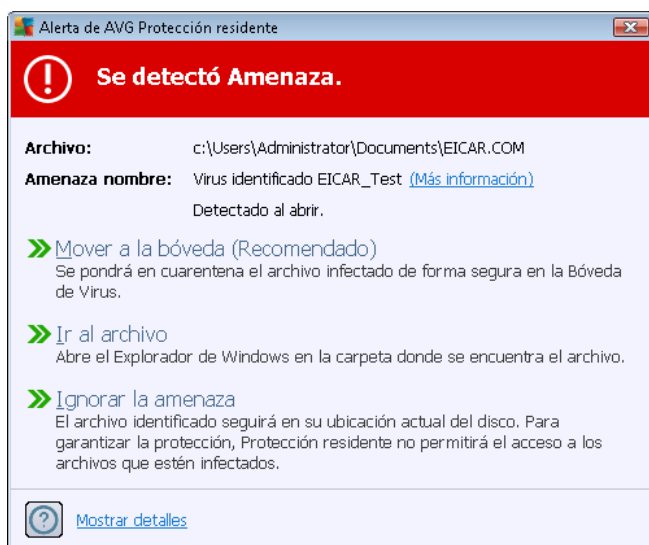 Alerta de AVG Protección residente
Se detectó Amenaza.
Archivo: c:\Users\Administrator\Documents\EICAR.COM
Amenaza nombre: Virus identificado EICAR_Test (Más información)
Detectado al abrir.
Mover a la bóveda (Recomendado)
Se pondrá en cuarentena el archivo infectado de forma segura en la Bóveda
de Virus.
Ir al archivo
Abre el Explorador de Windows en la carpeta donde se encuentra el archivo.
Ignorar la amenaza
El archivo identificado seguirá en su ubicación actual del disco. Para
garantizar la protección, Protección residente no permitirá el acceso a los
archivos que estén infectados.
Mostrar detalles